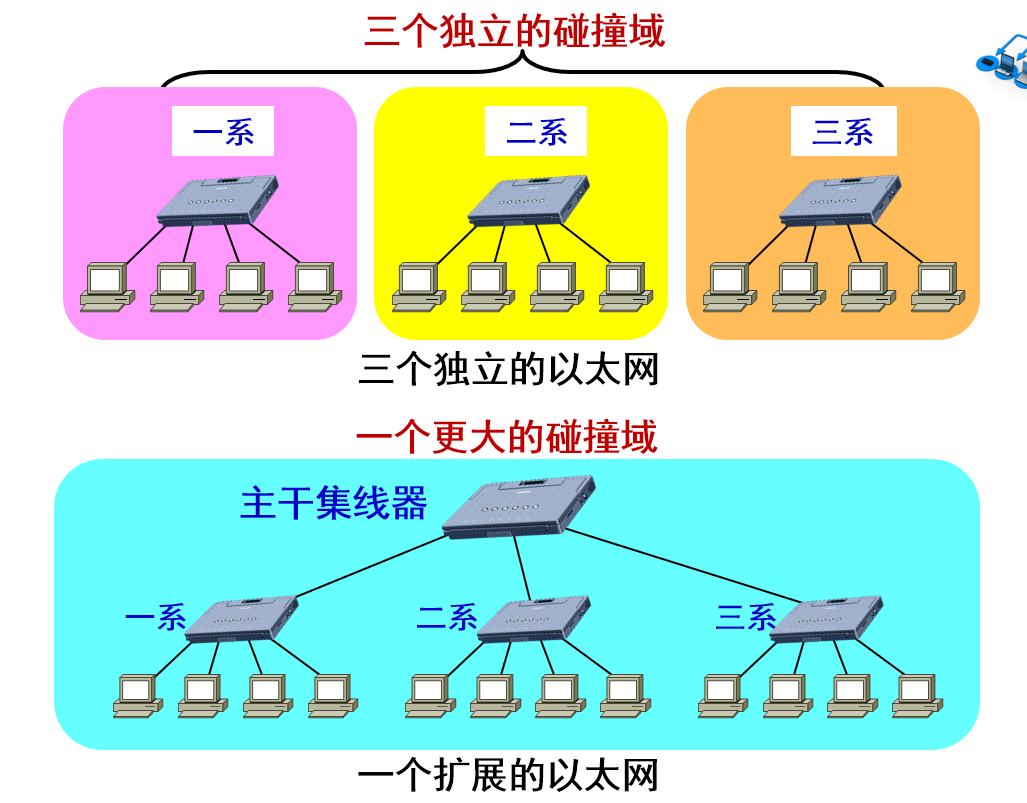 三个独立的碰撞域
一系
二系
三系
三个独立的以太网
一个更大的碰撞域
主干集线器
一系
二系
三系
一个扩展的以太网